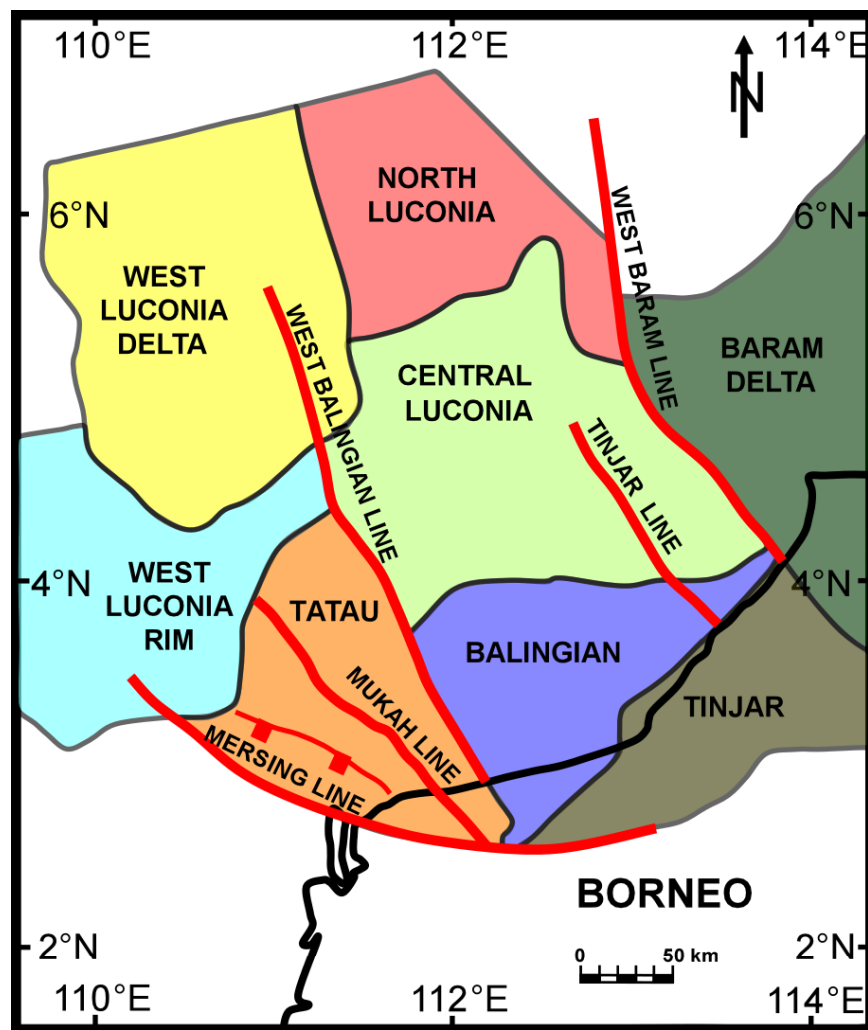 110°E
112°E
114°E
N
6°N
6°N
NORTH
LUCONIA
WEST BARAM LINE
WEST
LUCONIA
DELTA
WEST BALINGIAN LINE
CENTRAL
LUCONIA
BARAM
DELTA
TINJAR LINE
4°N
4°N
WEST
LUCONIA
RIM
TATAU
BALINGIAN
TINJAR
MUKAH LINE
MERSING LINE
BORNEO
2°N
2°N
0
50 km
110°E
112°E
114°E